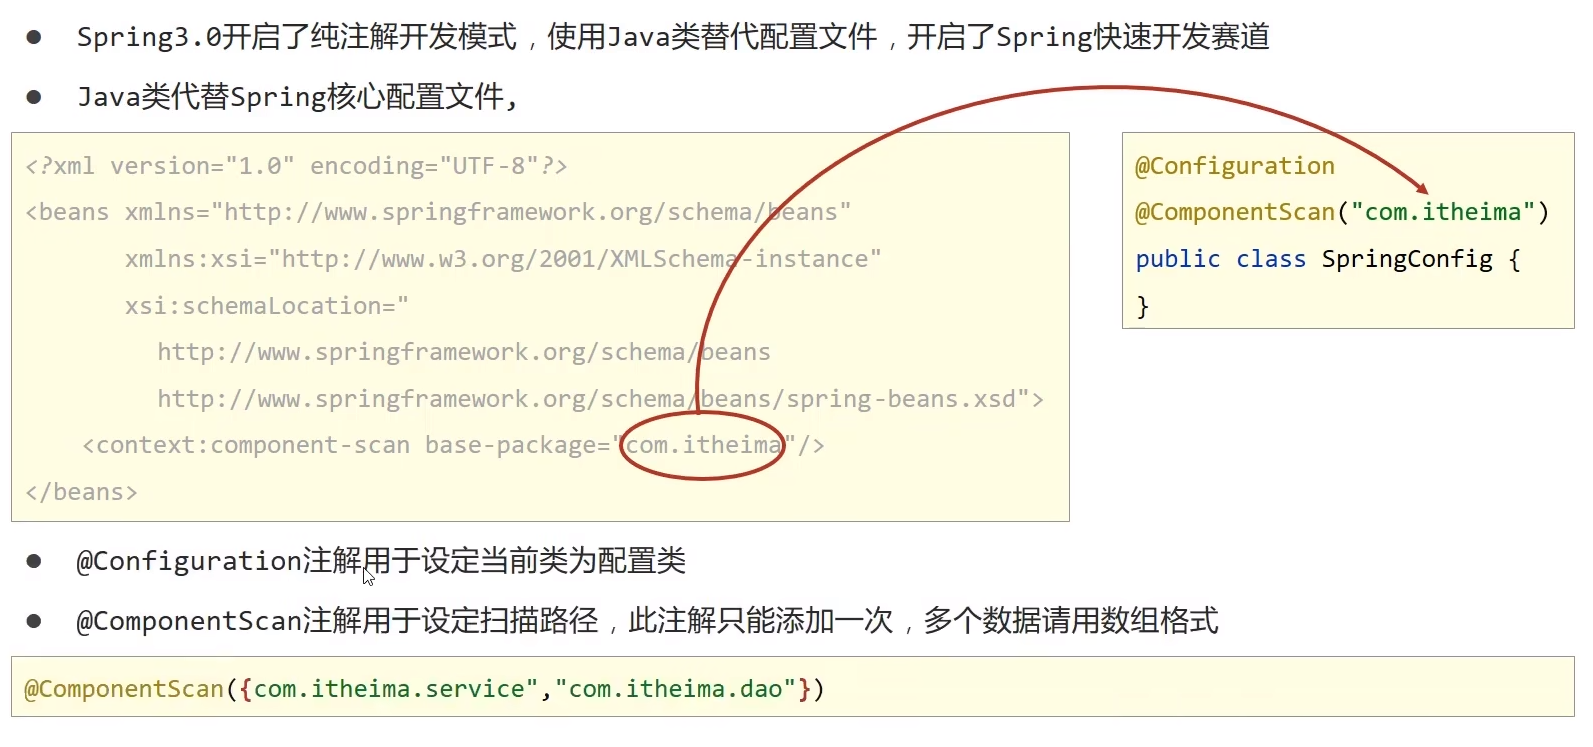 ● Spring3.0开启了纯注解开发模式，使用Java类替代配置文件，开启了Spring快速开发赛道
● Java类代替Spring核心配置文件,
<?xml version="1.0" encoding="UTF-8"?>
<beans xmlns="http://www.springframework.org/schema/beans"
xmlns:xsi="http://www.w3.org/2001/XMLSchema-instance"
xsi:schemaLocation="
http://www.springframework.org/schema/beans
http://www.springframework.org/schema/beans/spring-beans.xsd">
<context:component-scan base-package="com.itheima"/>
</beans>
@Configuration
@ComponentScan("com.itheima")
public class SpringConfig {
}
● @Configuration注解用于设定当前类为配置类
● @ComponentScan注解用于设定扫描路径，此注解只能添加一次，多个数据请用数组格式
@ComponentScan({com.itheima.service","com.itheima.dao"})